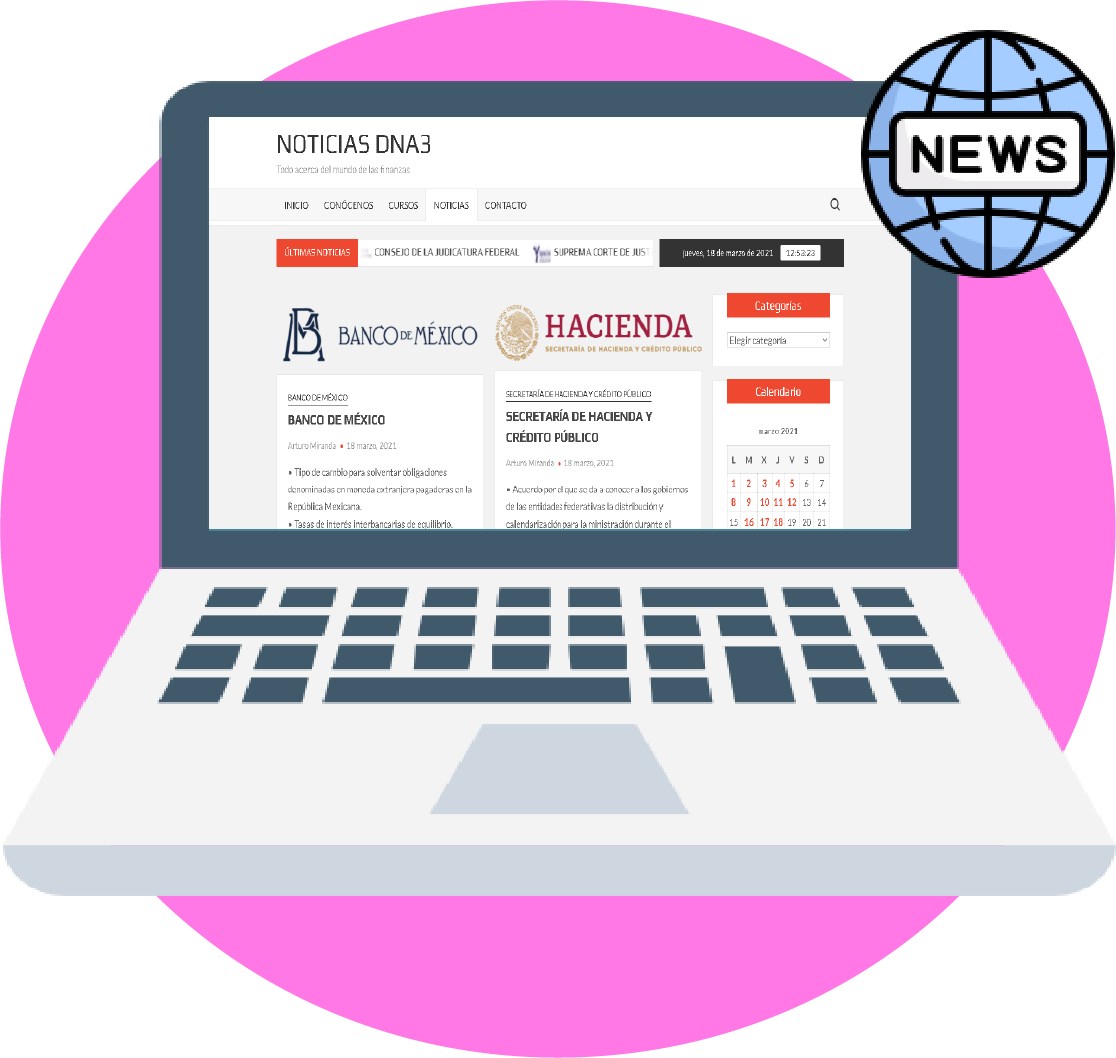 NEWS
NOTICIAS DNA3
Todo acerca del mundo de las finanzas
INICIO CONÓCENOS CURSOS NOTICIAS CONTACTO
ÚLTIMAS NOTICIAS CONSEJO DE LA JUDICATURA FEDERAL SUPREMA CORTE DE JUST jueves, 18 de marzo de 2021 12:53:23
BANCO DE MÉXICO
HACIENDA
SECRETARÍA DE HACIENDA Y CRÉDITO PÚBLICO
BANCO DE MÉXICO
BANCO DE MÉXICO
Arturo Miranda • 18 marzo, 2021
• Tipo de cambio para solventar obligaciones
denominadas en moneda extranjera pagaderas en la
República Mexicana.
• Tasas de interés interbancarias de equilibrio.
SECRETARÍA DE HACIENDA Y CRÉDITO PÚBLICO
SECRETARÍA DE HACIENDA Y
CRÉDITO PÚBLICO
Arturo Miranda • 18 marzo, 2021
• Acuerdo por el que se da a conocer a los gobiernos
de las entidades federativas la distribución y
calendarización para la ministración durante el
Categorías
Elegir categoría
Calendario
marzo 2021
L M X J V S D
1 2 3 4 5 6 7
8 9 10 11 12 13 14
15 16 17 18 19 20 21